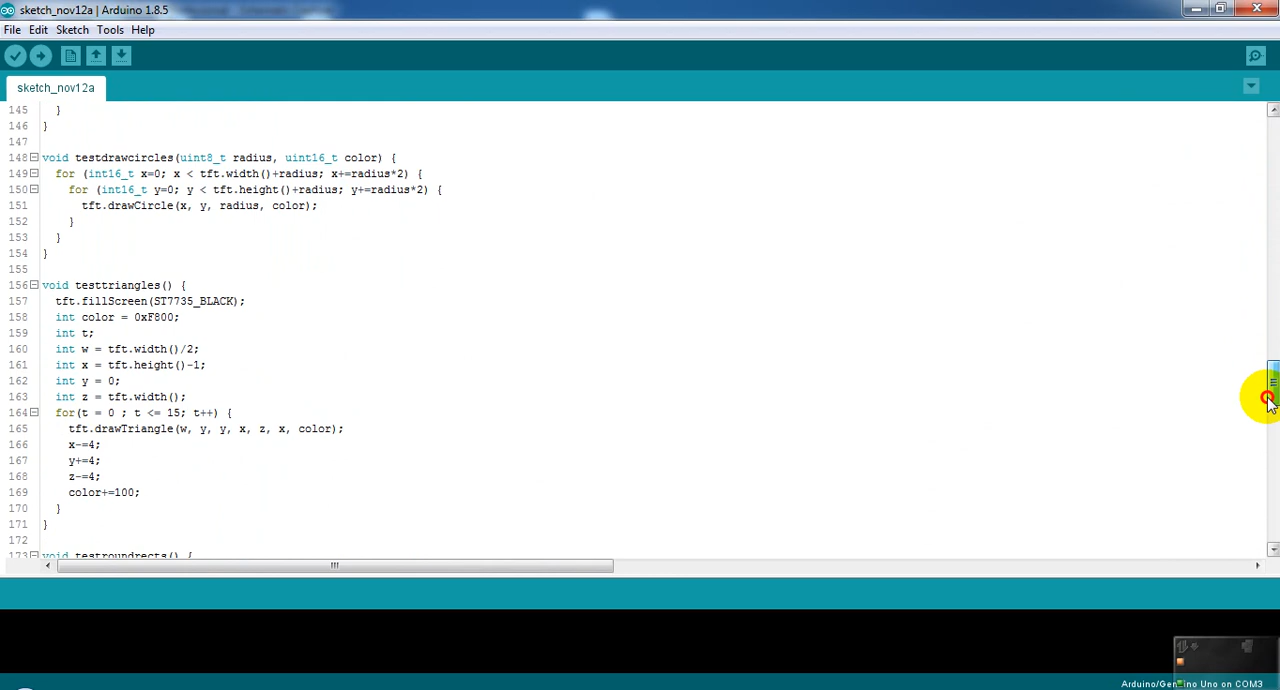 sketch_nov12a | Arduino 1.8.5
File Edit Sketch Tools Help
sketch_nov12a
145 }
146 }
147
148 void testdrawcircles(uint8_t radius, uint16_t color) {
149 for (int16_t x=0; x < tft.width()+radius; x+=radius*2) {
150 for (int16_t y=0; y < tft.height()+radius; y+=radius*2) {
151 tft.drawCircle(x, y, radius, color);
152 }
153 }
154 }
155
156 void testtriangles() {
157 tft.fillScreen(ST7735_BLACK);
158 int color = 0xF800;
159 int t;
160 int w = tft.width()/2;
161 int x = tft.height()-1;
162 int y = 0;
163 int z = tft.width();
164 for(t = 0 ; t <= 15; t++) {
165 tft.drawTriangle(w, y, y, x, z, x, color);
166 x-=4;
167 y+=4;
168 z-=4;
169 color+=100;
170 }
171 }
172
173 void testroundrects() {
Arduino/Genuino Uno on COM3